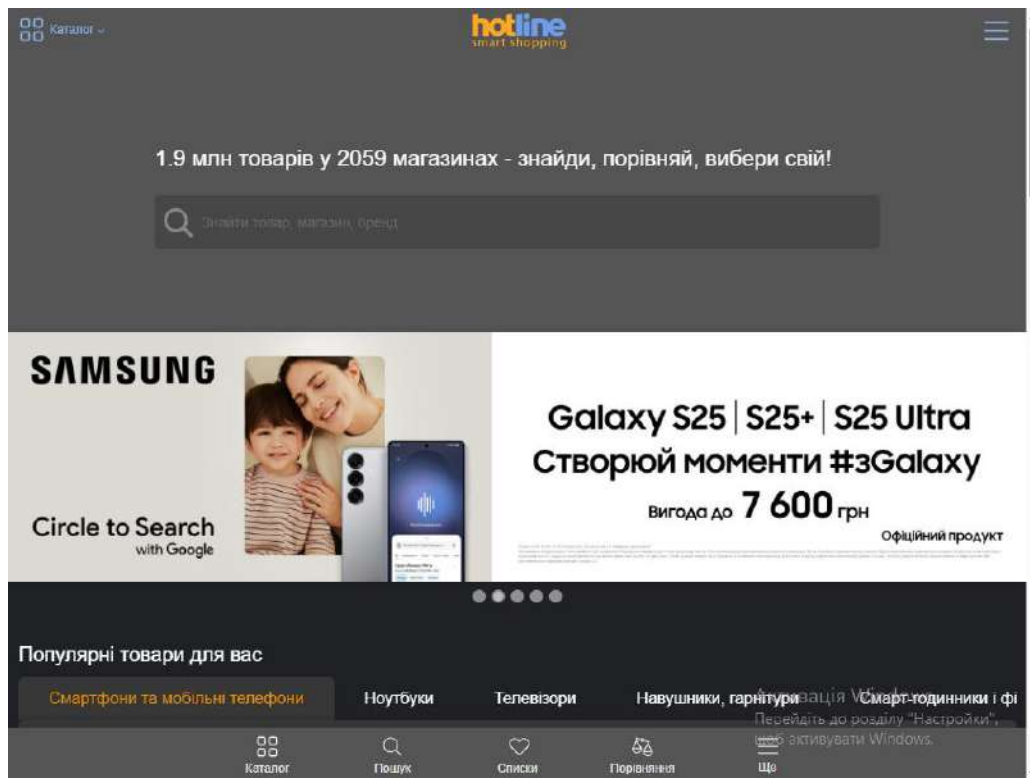 Каталог
hotline
smart shopping
1.9 млн товарів у 2059 магазинах - знайди, порівняй, вибери свій!
Знайти товар, магазин, бренд
SAMSUNG
Circle to Search
with Google
Galaxy S25 | S25+ | S25 Ultra
Створюй моменти #зGalaxy
Вигода до 7 600 грн
Офіційний продукт
Популярні товари для вас
Смартфони та мобільні телефони Ноутбуки Телевізори Навушники, гарнітури Смарт-годинники і фі
Активація Windows
Перейдіть до розділу "Настройки",
щоб активувати Windows.
Каталог Пошук Списки Порівняння Ще